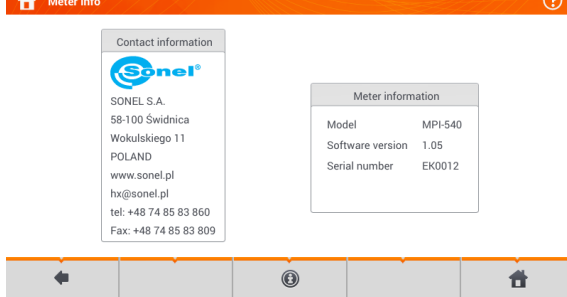 Meter info
?
Contact information
Sonel®
SONEL S.A.
58-100 Świdnica
Wokulskiego 11
POLAND
www.sonel.pl
hx@sonel.pl
tel: +48 74 85 83 860
Fax: +48 74 85 83 809
Meter information
Model MPI-540
Software version 1.05
Serial number EK0012